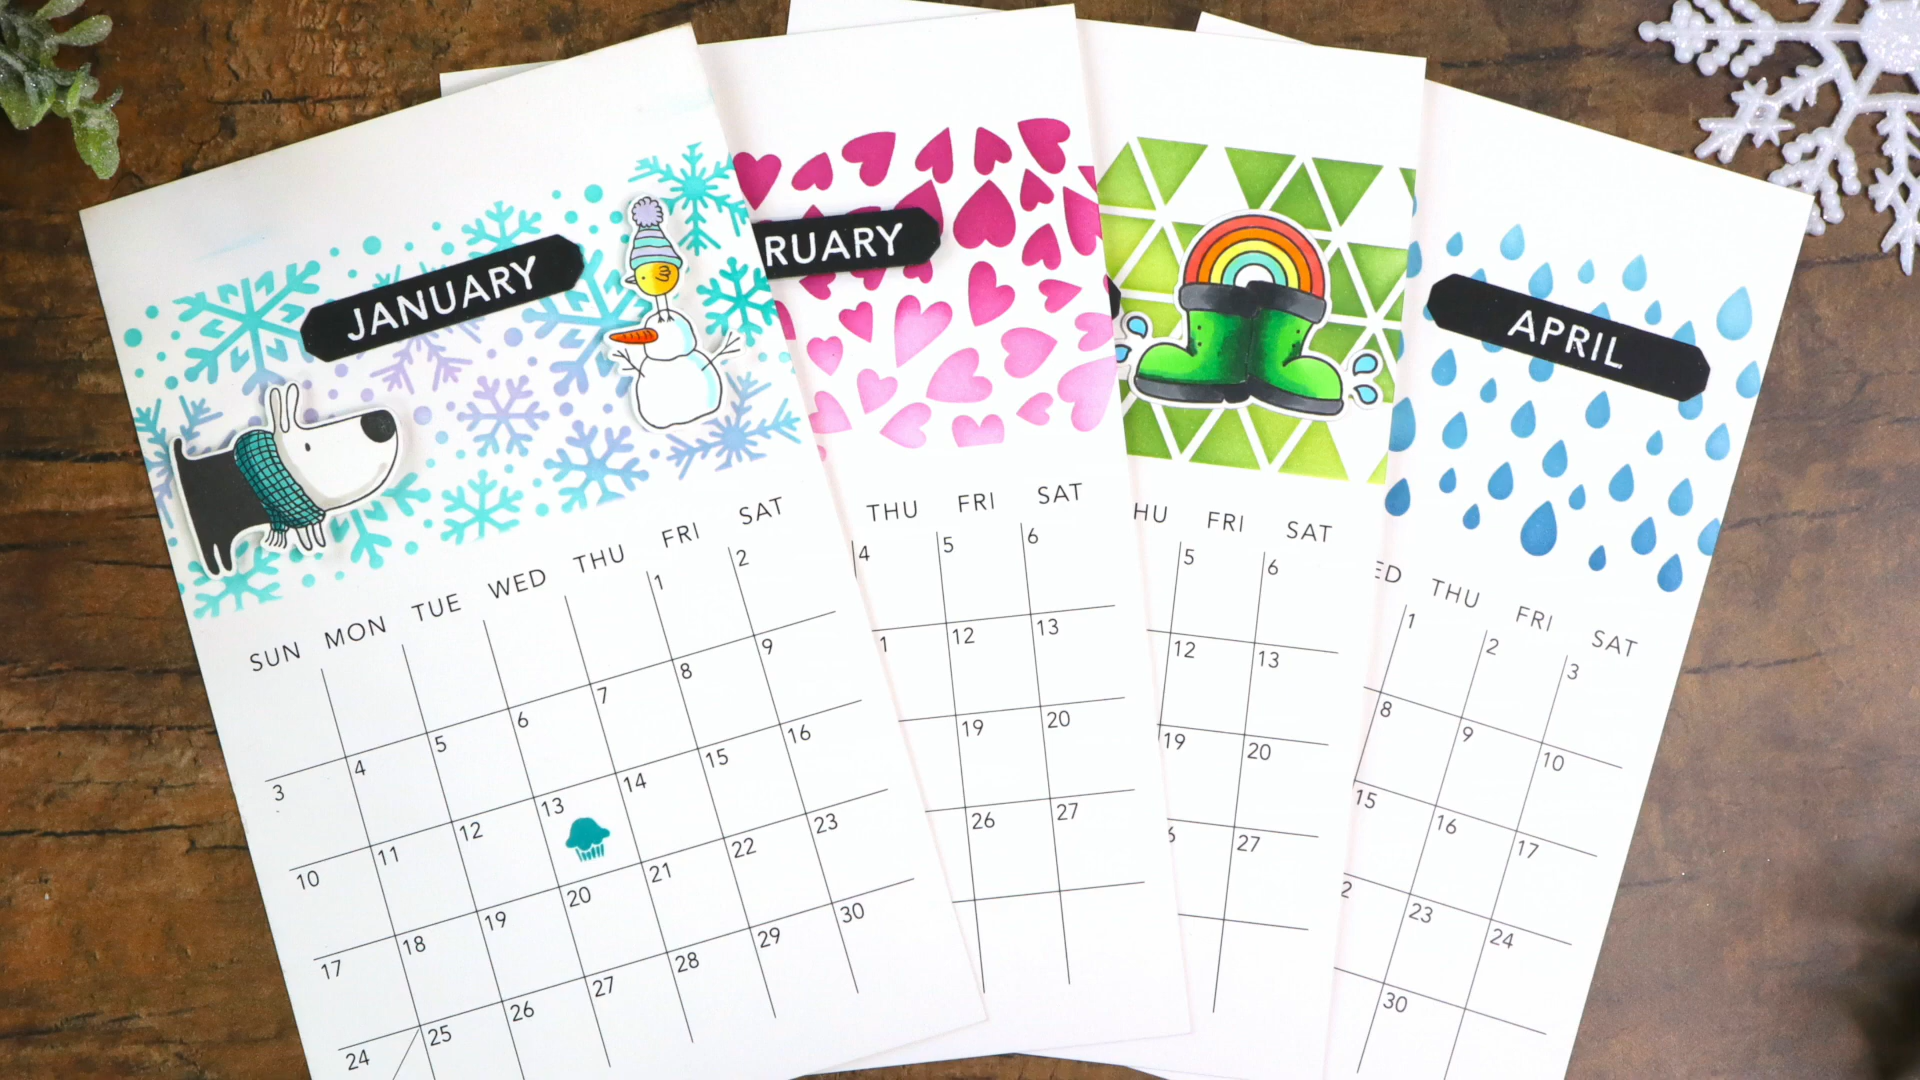 JANUARY
SUN MON TUE WED THU FRI SAT
1 2
3 4 5 6 7 8 9
10 11 12 13 14 15 16
17 18 19 20 21 22 23
24 25 26 27 28 29 30
RUARY
THU FRI SAT
4 5 6
1 12 13
19 20
26 27
HU FRI SAT
5 6
12 13
19 20
6 27
APRIL
ED THU FRI SAT
1 2 3
8 9 10
15 16 17
2 23 24
30